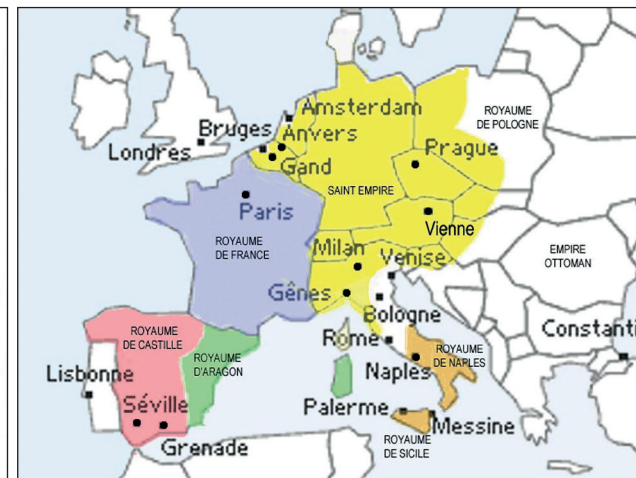 Amsterdam
ROYAUME
DE POLOGNE
Bruges
Anvers
Londres
Gand
Prague
SAINT EMPIRE
Paris
Vienne
ROYAUME
DE FRANCE
Milan
Venise
EMPIRE
OTTOMAN
Gênes
Bologne
ROYAUME
DE CASTILLE
Rome
Constanti
ROYAUME
D'ARAGON
ROYAUME
DE NAPLES
Lisbonne
Naples
Séville
Palerme
Messine
Grenade
ROYAUME
DE SICILE